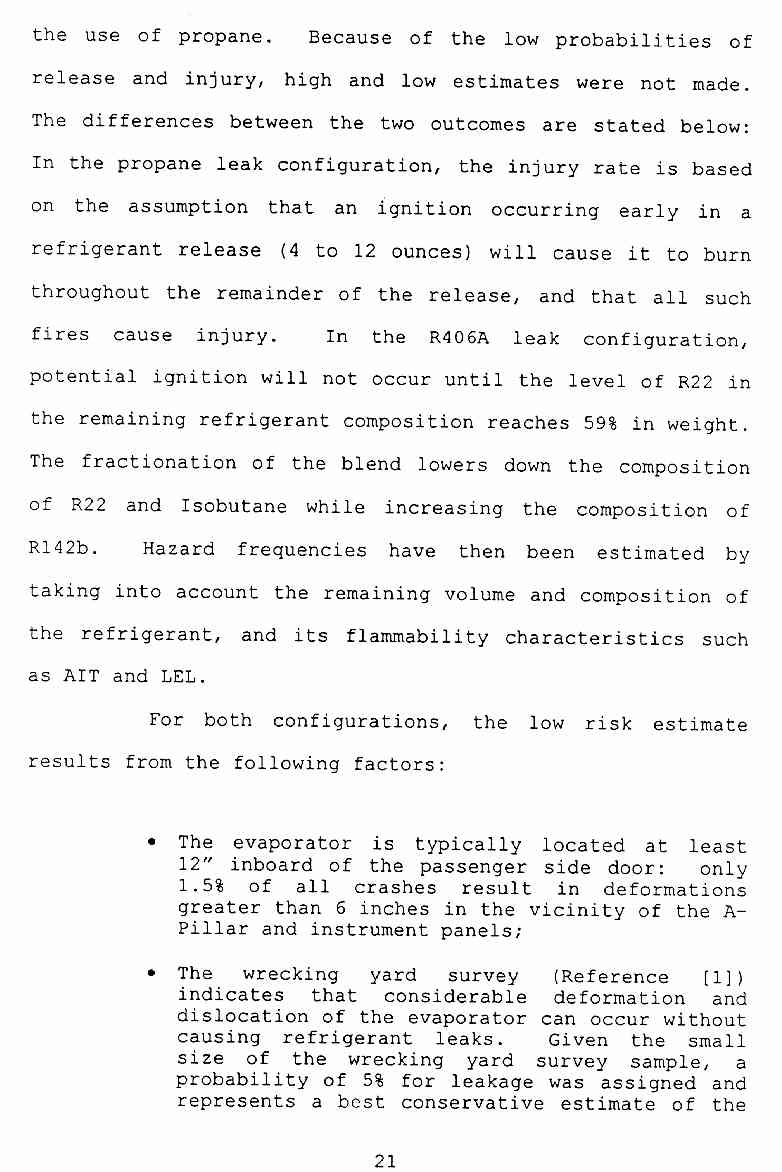 the use of propane. Because of the low probabilities of
release and injury, high and low estimates were not made.
The differences between the two outcomes are stated below:
In the propane leak configuration, the injury rate is based
on the assumption that an ignition occurring early in a
refrigerant release (4 to 12 ounces) will cause it to burn
throughout the remainder of the release, and that all such
fires cause injury. In the R406A leak configuration,
potential ignition will not occur until the level of R22 in
the remaining refrigerant composition reaches 59% in weight.
The fractionation of the blend lowers down the composition
of R22 and Isobutane while increasing the composition of
R142b. Hazard frequencies have then been estimated by
taking into account the remaining volume and composition of
the refrigerant, and its flammability characteristics such
as AIT and LEL.
For both configurations, the low risk estimate
results from the following factors:
• The evaporator is typically located at least
12" inboard of the passenger side door: only
1.5% of all crashes result in deformations
greater than 6 inches in the vicinity of the A-
Pillar and instrument panels;
• The wrecking yard survey (Reference [1])
indicates that considerable deformation and
dislocation of the evaporator can occur without
causing refrigerant leaks. Given the small
size of the wrecking yard survey sample, a
probability of 5% for leakage was assigned and
represents a best conservative estimate of the
21